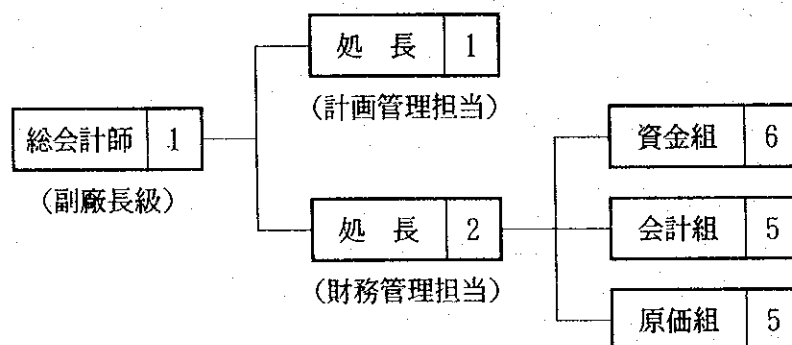 処長 1
(計画管理担当)
総会計師 1
(副廠長級)
処長 2
(財務管理担当)
資金組 6
会計組 5
原価組 5